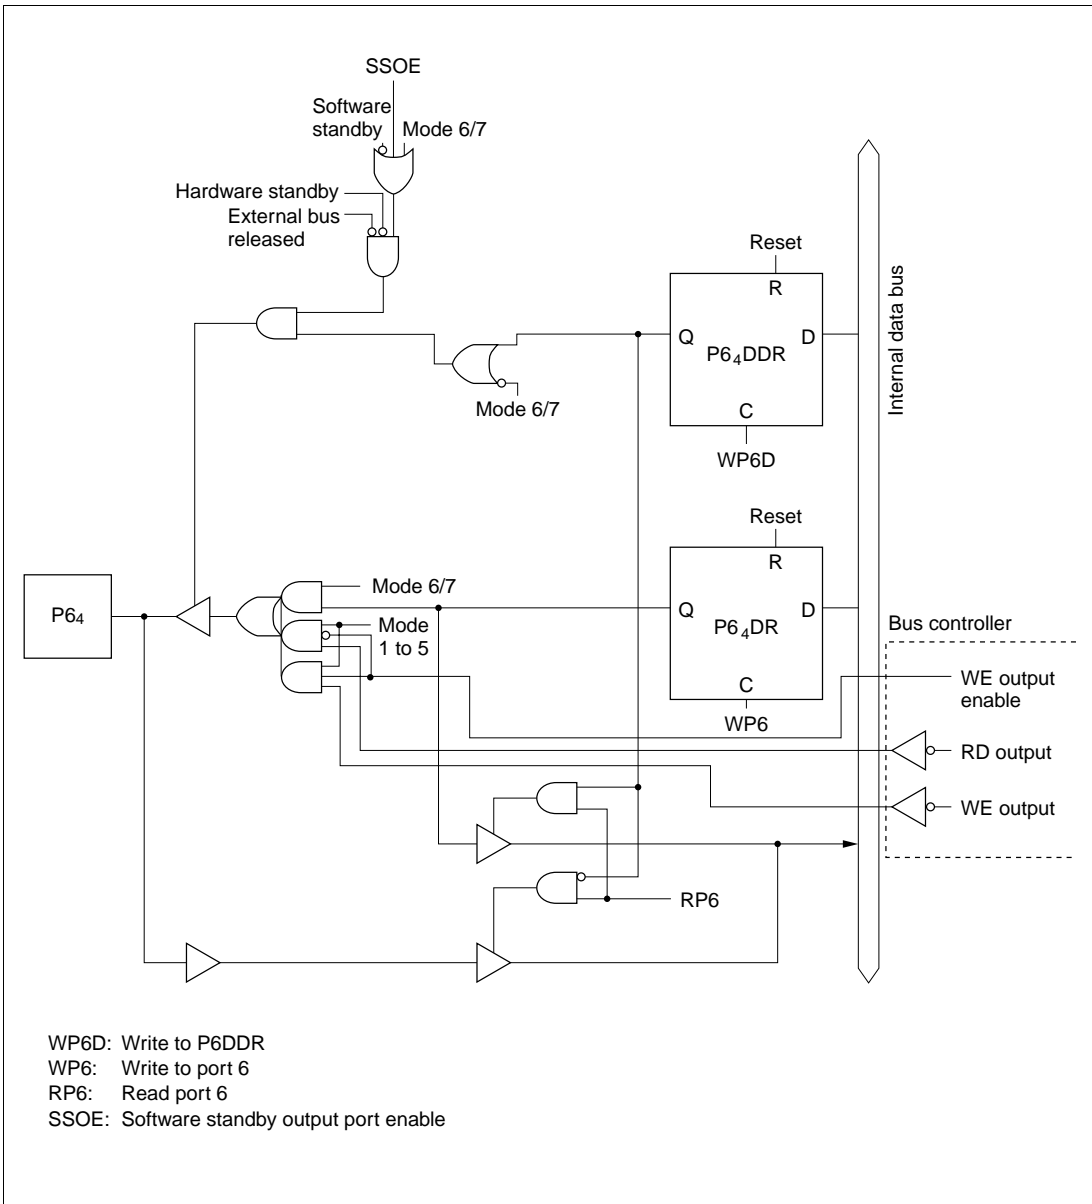 SSOE
Software
standby
Mode 6/7
Hardware standby
External bus
released
Reset
R
Q
P6₄DDR
D
C
WP6D
Mode 6/7
Internal data bus
Reset
R
Q
P6₄DR
D
C
WP6
P6₄
Mode 6/7
Mode
1 to 5
Bus controller
WE output
enable
RD output
WE output
RP6
WP6D: Write to P6DDR
WP6: Write to port 6
RP6: Read port 6
SSOE: Software standby output port enable